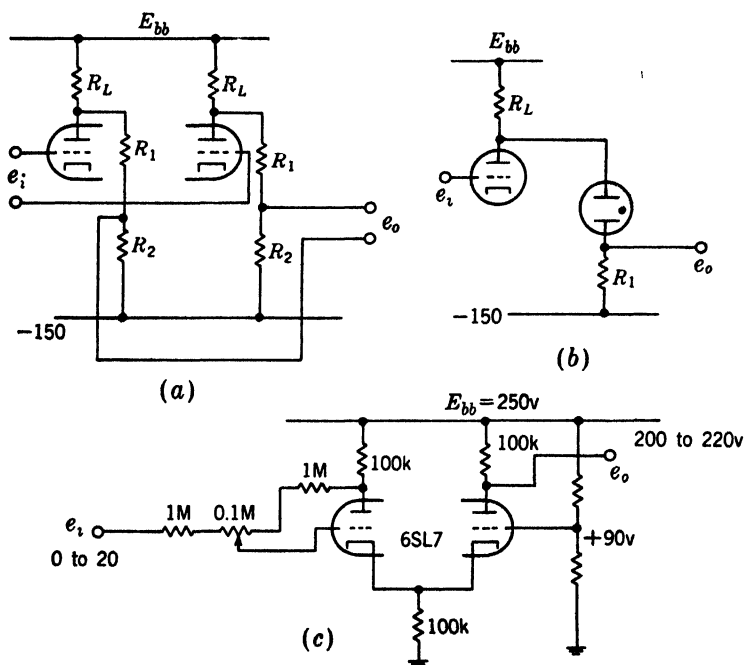 E_bb
R_L
R_L
R_1
R_1
e_i
e_o
R_2
R_2
−150
(a)
E_bb
R_L
e_i
e_o
R_1
−150
(b)
E_bb = 250v
200 to 220v
100k
100k
e_o
1M
1M
0.1M
e_i
0 to 20
6SL7
+90v
100k
(c)